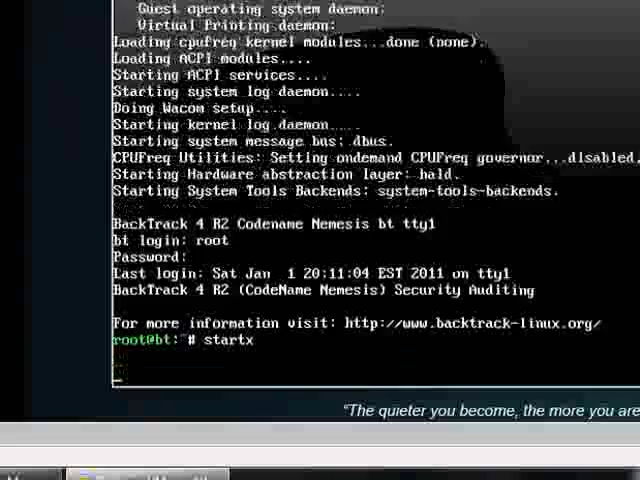 Guest operating system daemon:
Virtual Printing daemon:
Loading cpufreq kernel modules...done (none).
Loading ACPI modules....
Starting ACPI services....
Starting system log daemon.....
Doing Wacom setup....
Starting kernel log daemon.....
Starting system message bus: dbus.
CPUFreq Utilities: Setting ondemand CPUFreq governor...disabled.
Starting Hardware abstraction layer: hald.
Starting System Tools Backends: system-tools-backends.
BackTrack 4 R2 Codename Nemesis bt tty1
bt login: root
Password:
Last login: Sat Jan  1 20:11:04 EST 2011 on tty1
BackTrack 4 R2 (CodeName Nemesis) Security Auditing
For more information visit: http://www.backtrack-linux.org/
root@bt:~# startx
“The quieter you become, the more you are